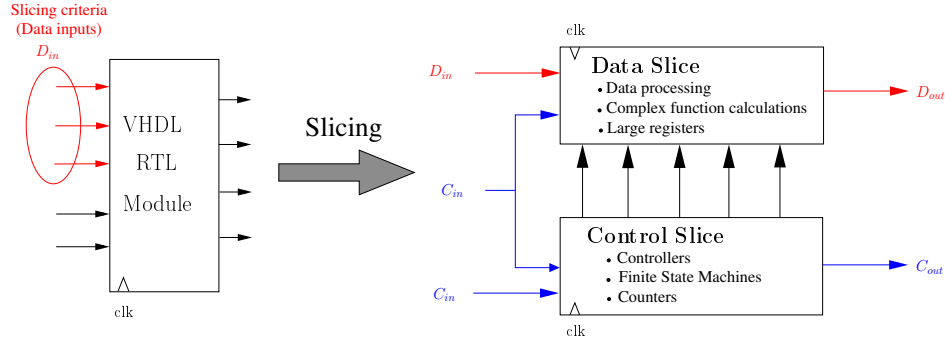 Slicing criteria
(Data inputs)
D_in
VHDL
RTL
Module
clk
Slicing
clk
D_in
Data Slice
• Data processing
• Complex function calculations
• Large registers
D_out
C_in
Control Slice
• Controllers
• Finite State Machines
• Counters
C_out
C_in
clk